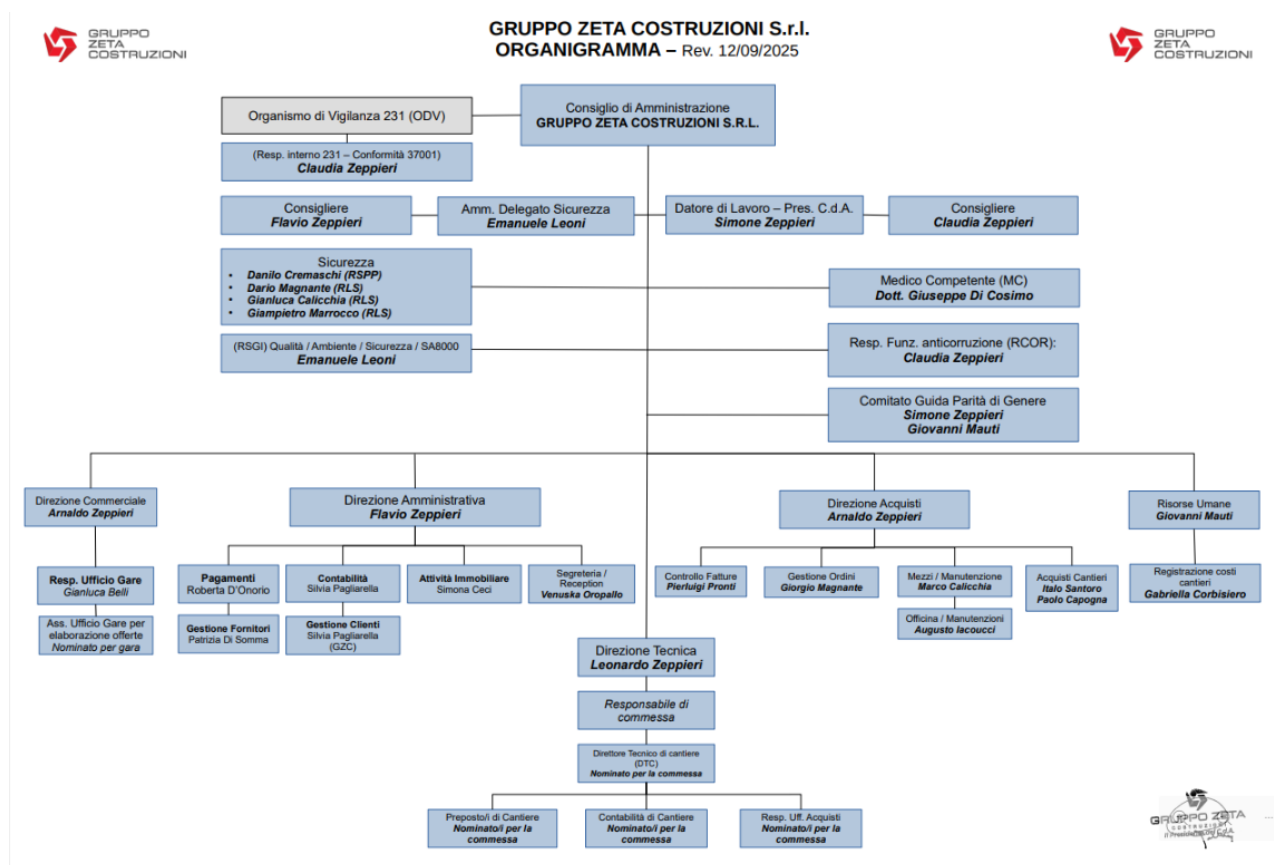 GRUPPO
ZETA
COSTRUZIONI
GRUPPO ZETA COSTRUZIONI S.r.l.
ORGANIGRAMMA – Rev. 12/09/2025
GRUPPO
ZETA
COSTRUZIONI
Organismo di Vigilanza 231 (ODV)
Consiglio di Amministrazione
GRUPPO ZETA COSTRUZIONI S.R.L.
(Resp. interno 231 – Conformità 37001)
Claudia Zeppieri
Consigliere
Flavio Zeppieri
Amm. Delegato Sicurezza
Emanuele Leoni
Datore di Lavoro – Pres. C.d.A.
Simone Zeppieri
Consigliere
Claudia Zeppieri
Sicurezza
• Danilo Cremaschi (RSPP)
• Dario Magnante (RLS)
• Gianluca Calicchia (RLS)
• Giampietro Marrocco (RLS)
Medico Competente (MC)
Dott. Giuseppe Di Cosimo
(RSGI) Qualità / Ambiente / Sicurezza / SA8000
Emanuele Leoni
Resp. Funz. anticorruzione (RCOR):
Claudia Zeppieri
Comitato Guida Parità di Genere
Simone Zeppieri
Giovanni Mauti
Direzione Commerciale
Arnaldo Zeppieri
Direzione Amministrativa
Flavio Zeppieri
Direzione Acquisti
Arnaldo Zeppieri
Risorse Umane
Giovanni Mauti
Resp. Ufficio Gare
Gianluca Belli
Pagamenti
Roberta D'Onorio
Contabilità
Silvia Pagliarella
Attività Immobiliare
Simona Ceci
Segreteria /
Reception
Venuska Oropallo
Controllo Fatture
Pierluigi Pronti
Gestione Ordini
Giorgio Magnante
Mezzi / Manutenzione
Marco Calicchia
Acquisti Cantieri
Italo Santoro
Paolo Capogna
Registrazione costi
cantieri
Gabriella Corbisiero
Ass. Ufficio Gare per
elaborazione offerte
Nominato per gara
Gestione Fornitori
Patrizia Di Somma
Gestione Clienti
Silvia Pagliarella
(GZC)
Officina / Manutenzioni
Augusto Iacoucci
Direzione Tecnica
Leonardo Zeppieri
Responsabile di
commessa
Direttore Tecnico di cantiere
(DTC)
Nominato per la commessa
Preposto/i di Cantiere
Nominato/i per la
commessa
Contabilità di Cantiere
Nominato/i per la
commessa
Resp. Uff. Acquisti
Nominato/i per la
commessa
GRUPPO ZETA
COSTRUZIONI
Il Presidente del C.d.A.